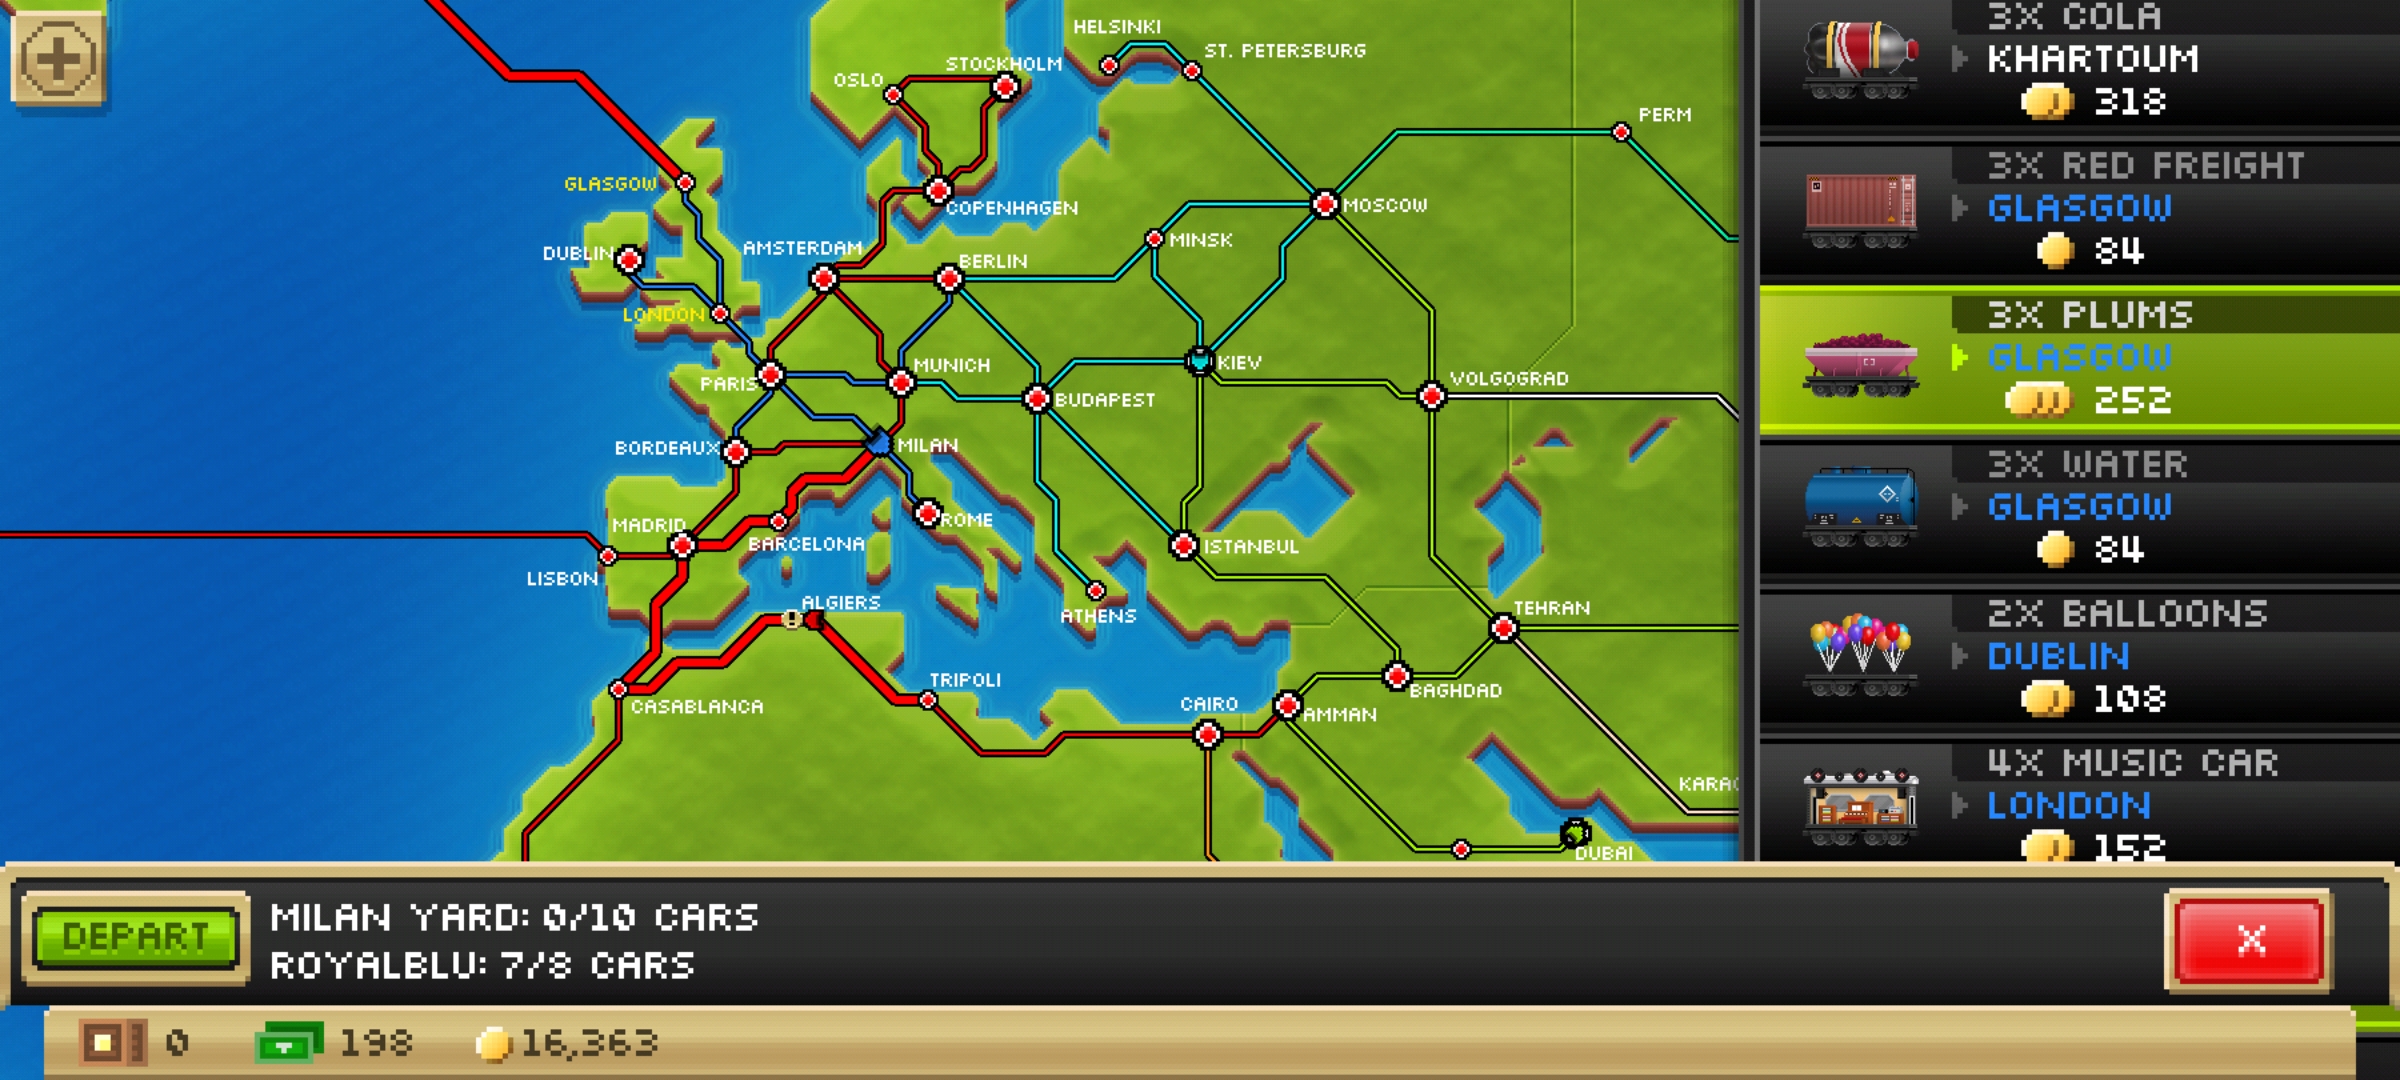 HELSINKI
ST. PETERSBURG
STOCKHOLM
OSLO
PERM
GLASGOW
COPENHAGEN
MOSCOW
MINSK
DUBLIN
AMSTERDAM
BERLIN
LONDON
KIEV
MUNICH
PARIS
VOLGOGRAD
BUDAPEST
BORDEAUX
MILAN
MADRID
ROME
BARCELONA
ISTANBUL
LISBON
ALGIERS
ATHENS
TEHRAN
TRIPOLI
CASABLANCA
CAIRO
BAGHDAD
AMMAN
KARAC
DUBAI
3X COLA
KHARTOUM
318
3X RED FREIGHT
GLASGOW
84
3X PLUMS
GLASGOW
252
3X WATER
GLASGOW
84
2X BALLOONS
DUBLIN
108
4X MUSIC CAR
LONDON
152
DEPART
MILAN YARD: 0/10 CARS
ROYALBLU: 7/8 CARS
X
0
198
16,363